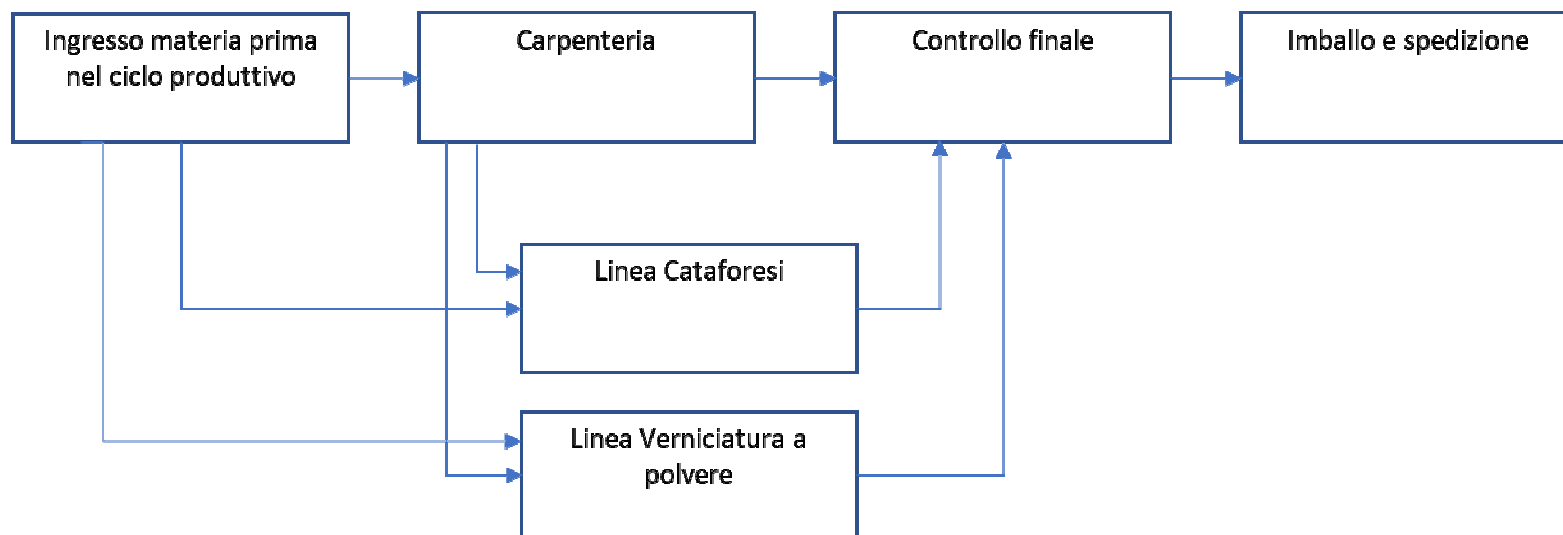 Ingresso materia prima
nel ciclo produttivo
Carpenteria
Controllo finale
Imballo e spedizione
Linea Cataforesi
Linea Verniciatura a
polvere